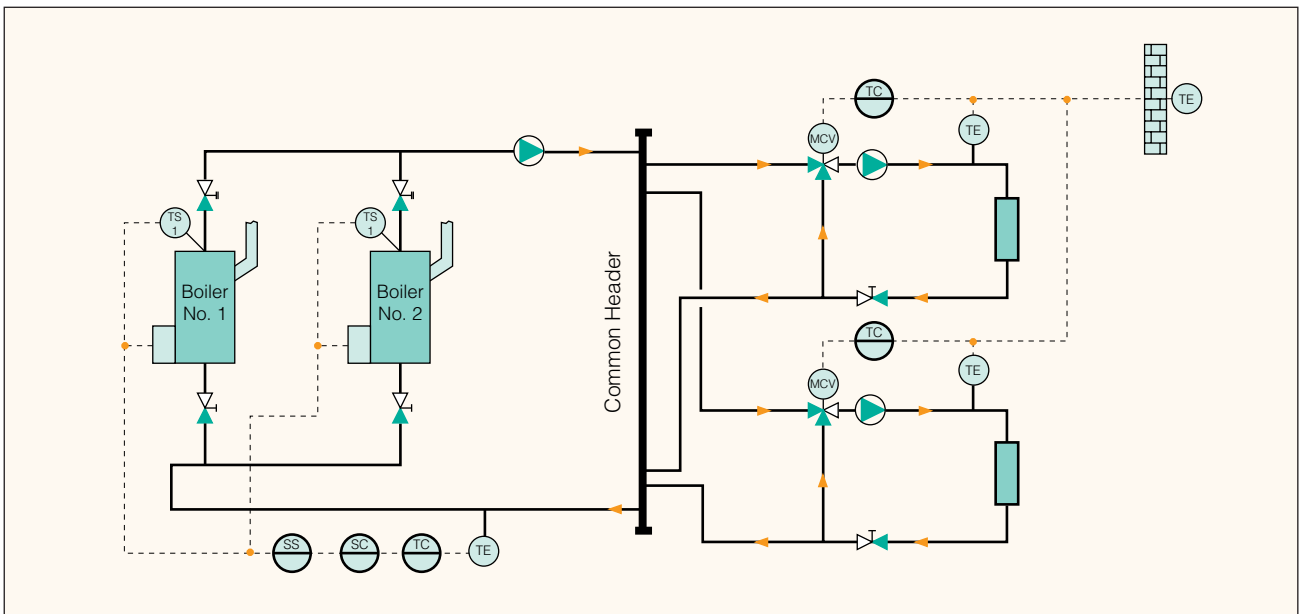 TC
TE
MCV
TE
TS
1
TS
1
Boiler
No. 1
Boiler
No. 2
Common Header
TC
MCV
TE
SS
SC
TC
TE